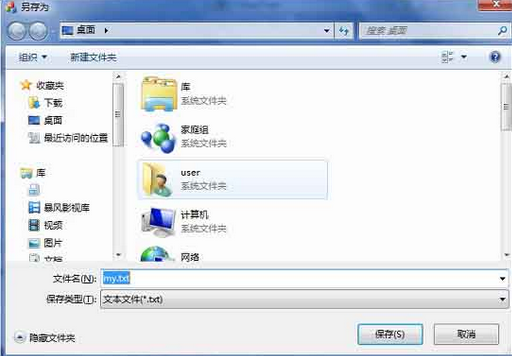 另存为
桌面
搜索 桌面
组织
新建文件夹
收藏夹
下载
桌面
最近访问的位置
库
暴风影视库
视频
图片
文档
库
系统文件夹
家庭组
系统文件夹
user
系统文件夹
计算机
系统文件夹
网络
文件名(N):
my.txt
保存类型(T):
文本文件(*.txt)
隐藏文件夹
保存(S)
取消